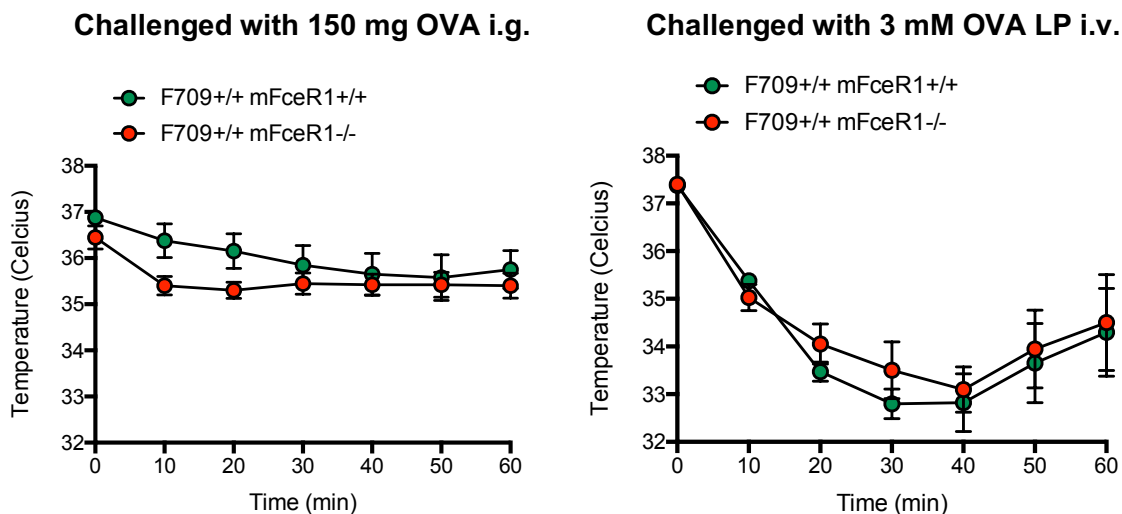 Challenged with 150 mg OVA i.g.
F709+/+ mFceR1+/+
F709+/+ mFceR1-/-
Temperature (Celcius)
38
37
36
35
34
33
32
0 10 20 30 40 50 60
Time (min)
Challenged with 3 mM OVA LP i.v.
F709+/+ mFceR1+/+
F709+/+ mFceR1-/-
Temperature (Celcius)
38
37
36
35
34
33
32
0 10 20 30 40 50 60
Time (min)